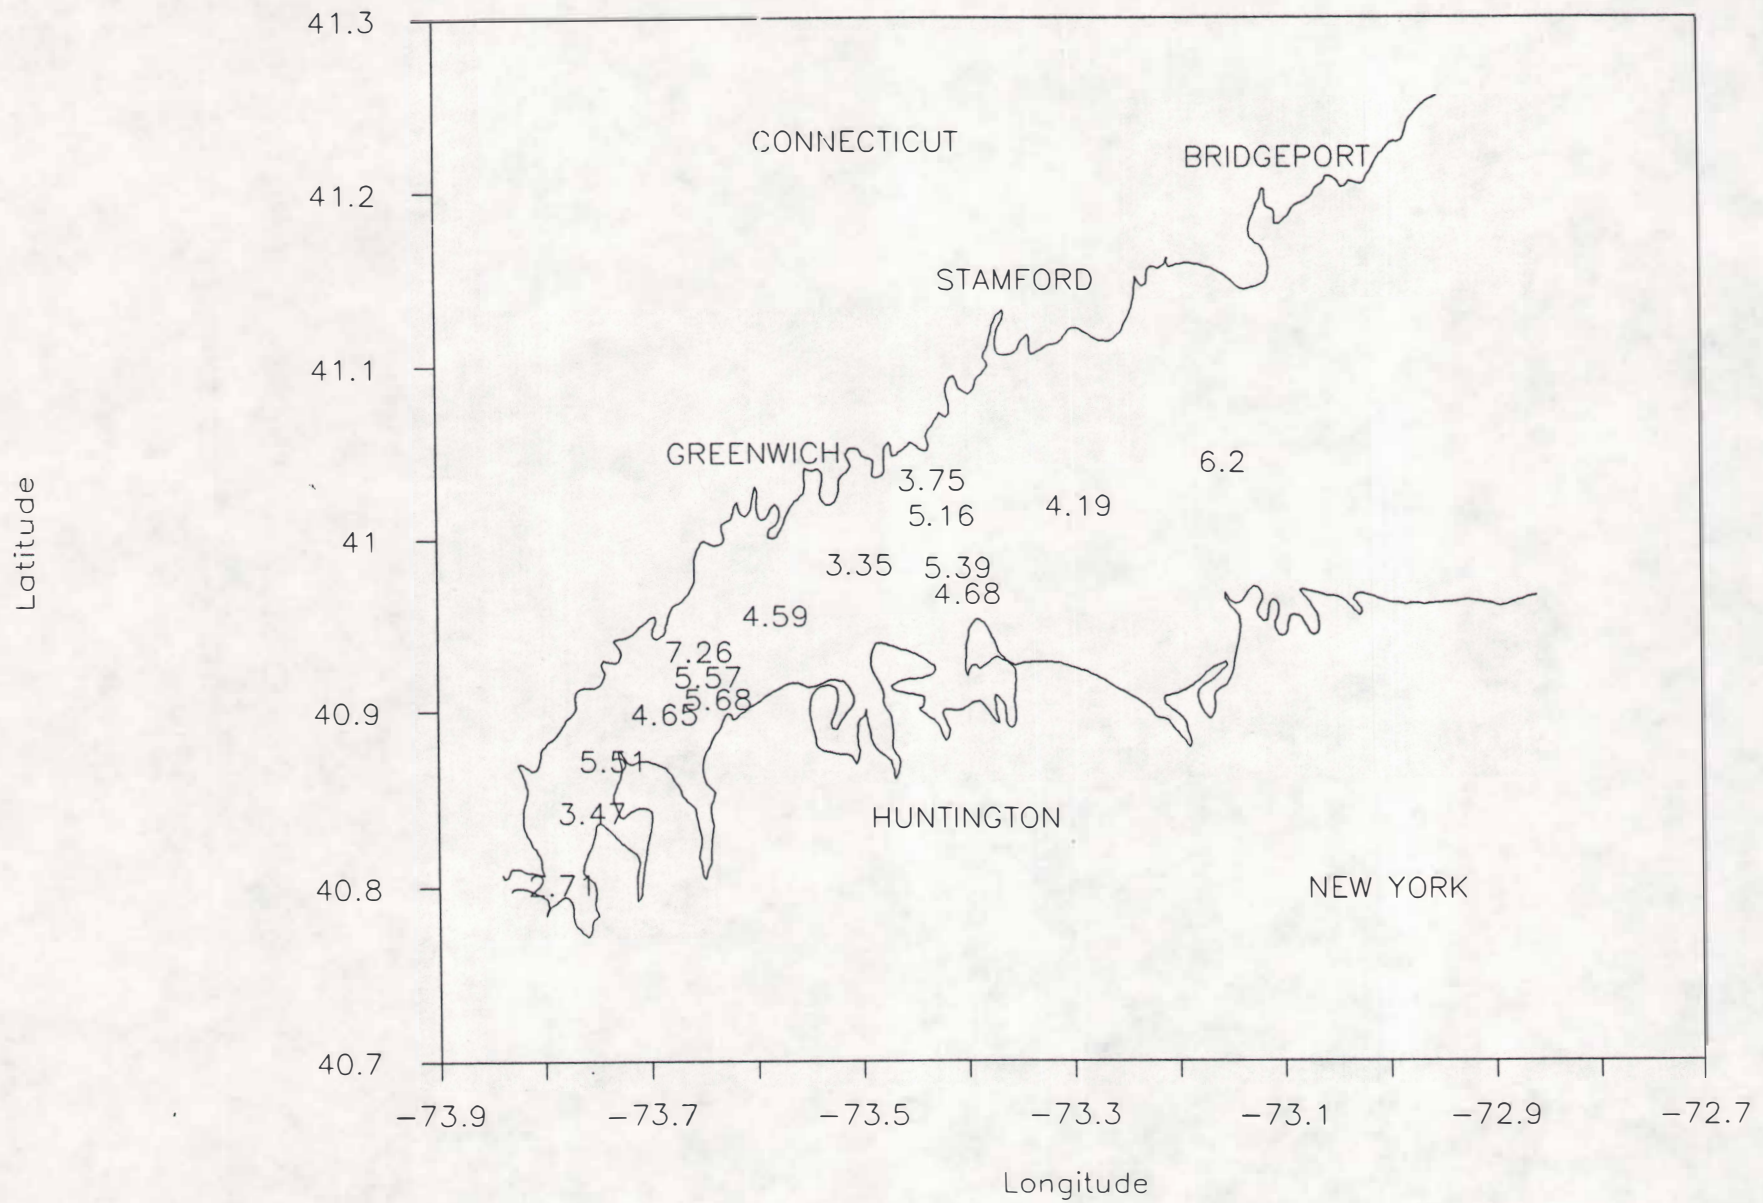 41.3
CONNECTICUT
BRIDGEPORT
41.2
STAMFORD
41.1
GREENWICH
6.2
3.75
4.19
5.16
41
3.35
5.39
4.68
4.59
7.26
5.57
5.68
4.65
40.9
5.51
3.47
HUNTINGTON
2.71
40.8
NEW YORK
40.7
-73.9 -73.7 -73.5 -73.3 -73.1 -72.9 -72.7
Longitude
Latitude